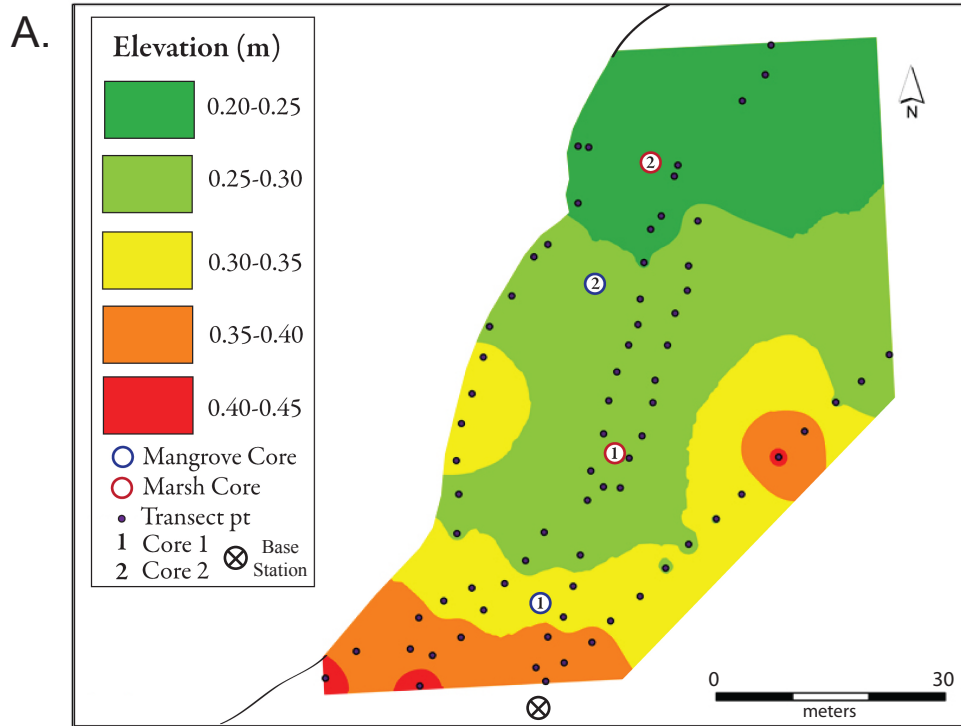 A.
Elevation (m)
0.20-0.25
0.25-0.30
0.30-0.35
0.35-0.40
0.40-0.45
Mangrove Core
Marsh Core
Transect pt
1 Core 1
2 Core 2
Base
Station
N
2
2
1
1
0 30
meters